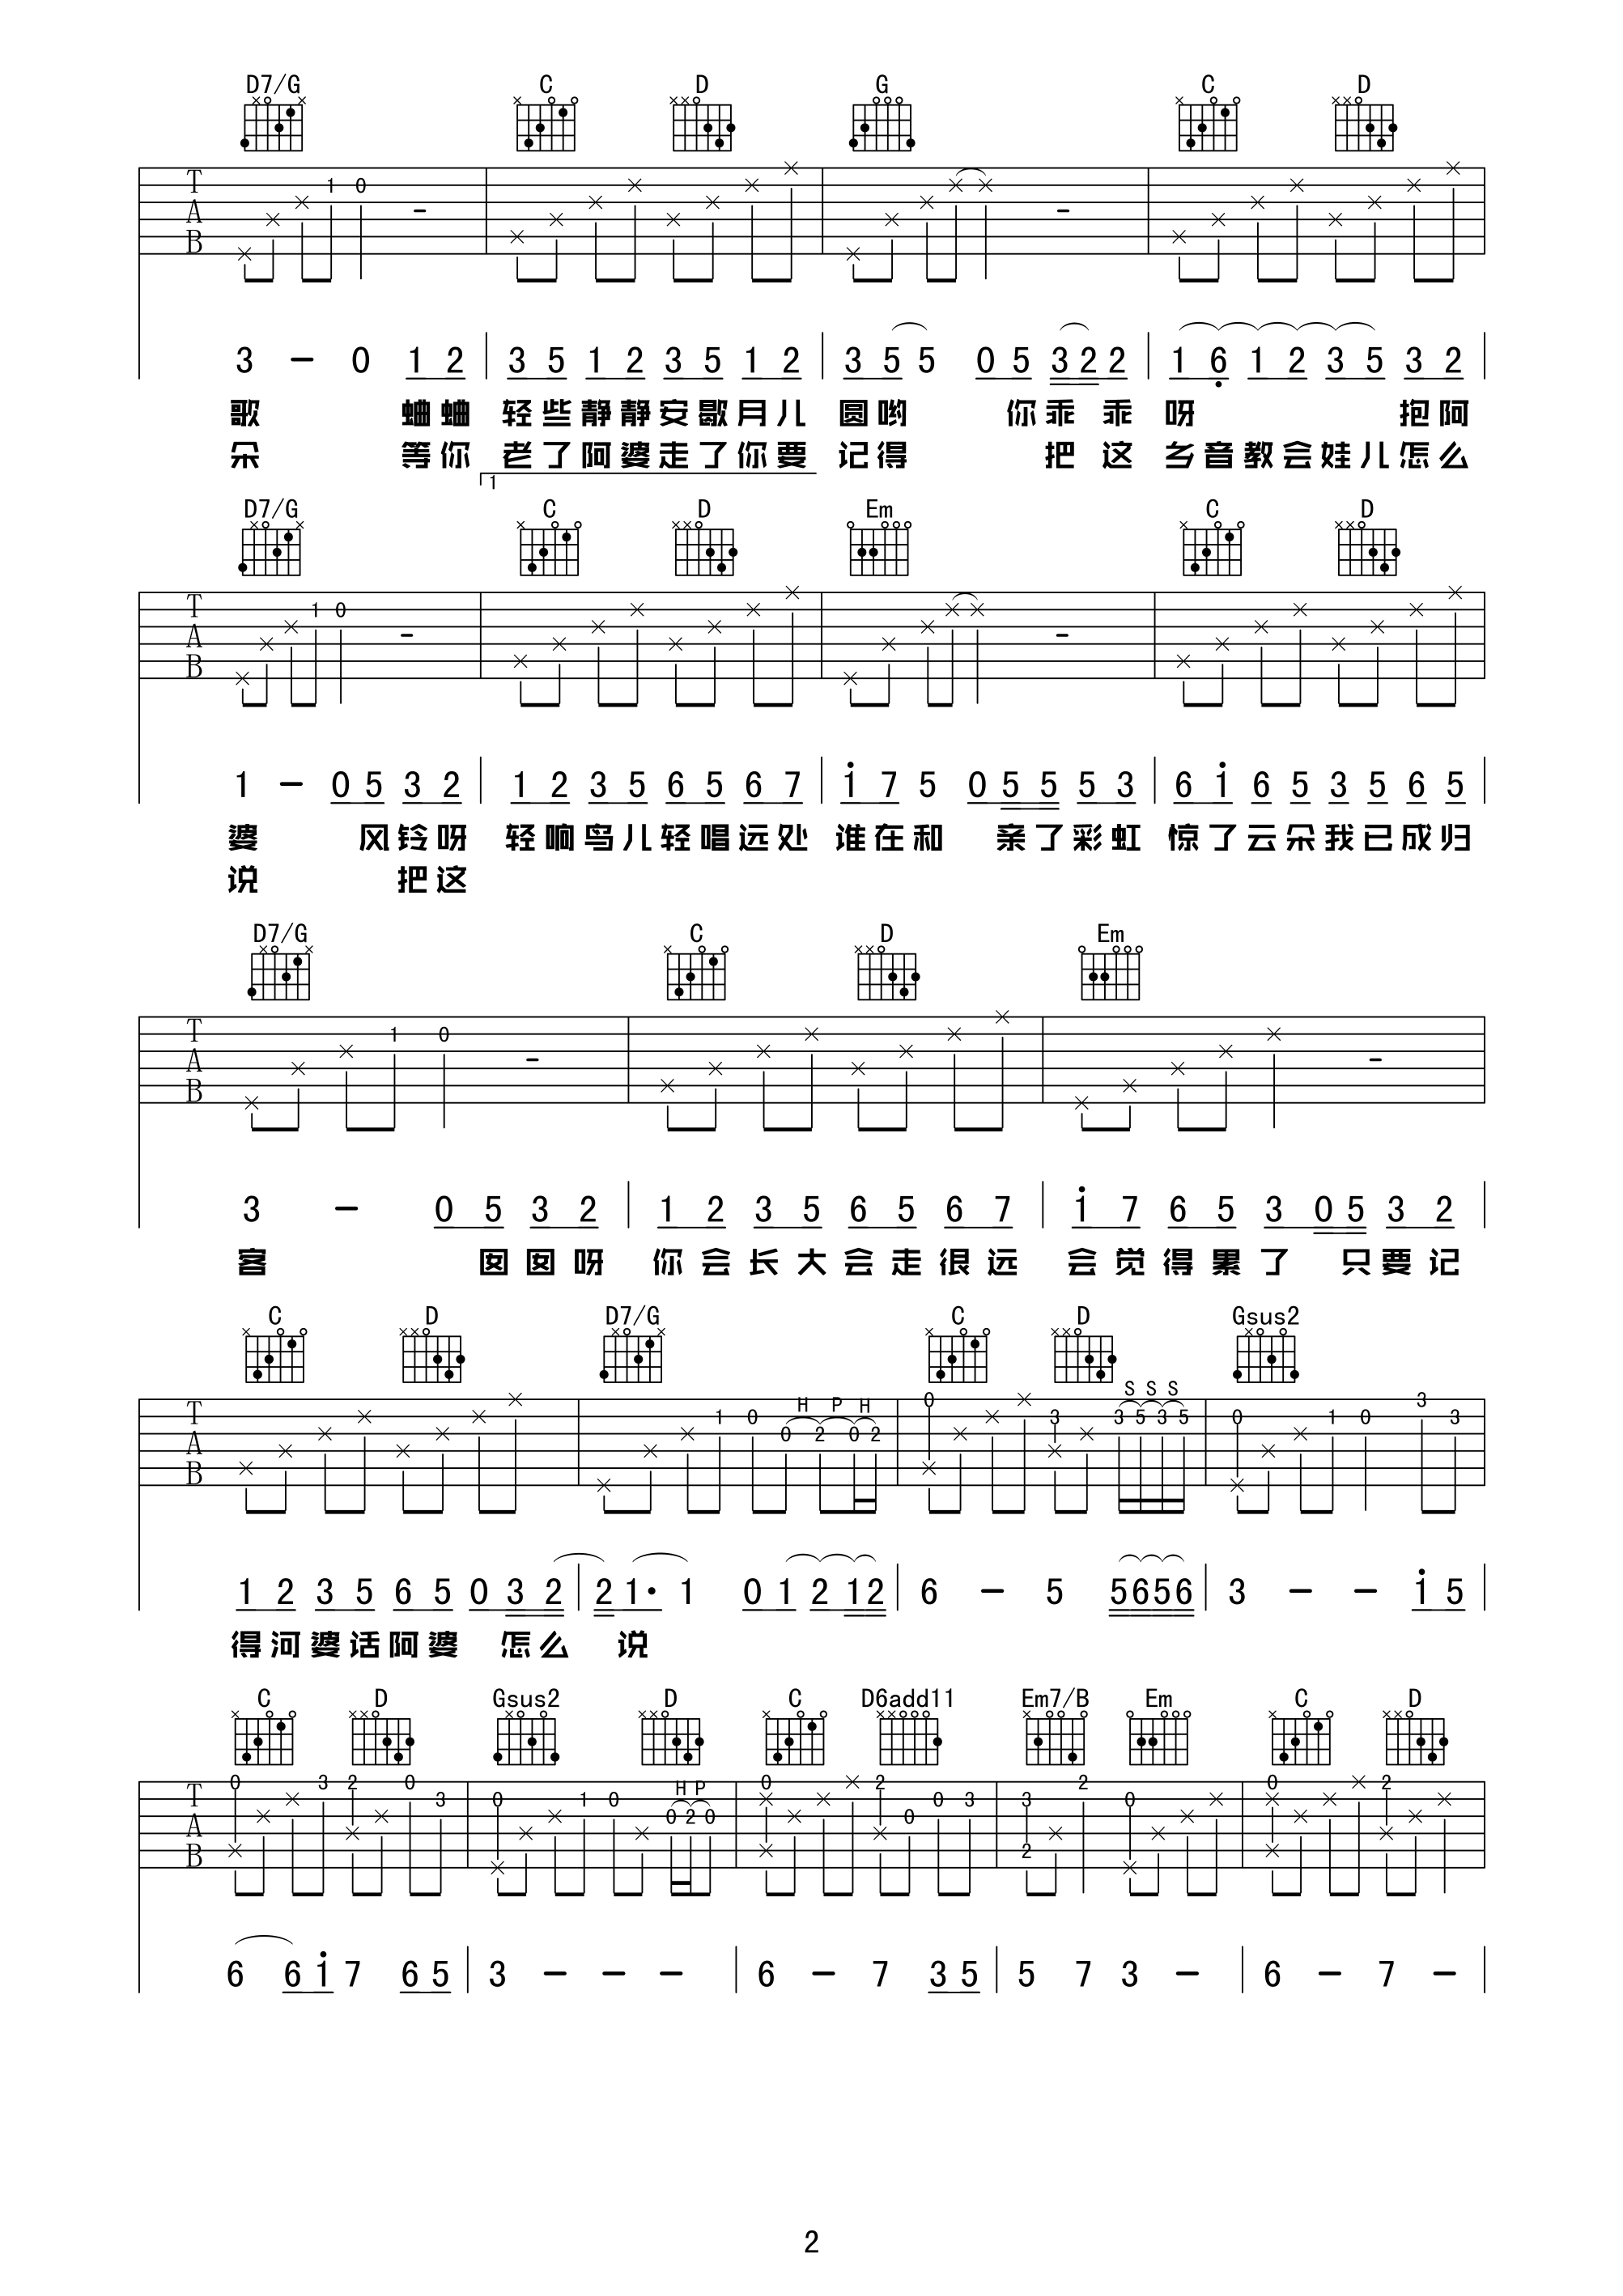 D7/G C D G C D
T 1 0
A
B
3 – 0 1 2 3 5 1 2 3 5 1 2 3 5 5 0 5 3 2 2 1 6 1 2 3 5 3 2
歌 蛐蛐 轻些静静安歇月儿 圆哟 你乖 乖 呀 抱阿
朵 等你 老了阿婆走了你要 记得 把 这 乡音教会娃儿怎么
1
D7/G C D Em C D
T 1 0
A
B
1 – 0 5 3 2 1 2 3 5 6 5 6 7 i 7 5 0 5 5 5 3 6 i 6 5 3 5 6 5
婆 风铃呀 轻响鸟儿轻唱远处 谁在和 亲了彩虹 惊了云朵我已成归
说 把这
D7/G C D Em
T 1 0
A
B
3 – 0 5 3 2 1 2 3 5 6 5 6 7 i 7 6 5 3 0 5 3 2
客 囡囡呀 你会长大会走很远 会觉得累了 只要记
C D D7/G C D Gsus2
H P H S S S
T 1 0 0 2 0 2 0 3 3 5 3 5 0 1 0 3 3
A
B
1 2 3 5 6 5 0 3 2 2 1· 1 0 1 2 1 2 6 – 5 5 6 5 6 3 – – i 5
得河婆话阿婆 怎么 说
C D Gsus2 D C D6add11 Em7/B Em C D
H P
T 0 3 2 0 3 0 1 0 0 2 0 0 2 0 0 3 3 2 2 0 0 2
A
B
6 6 i 7 6 5 3 – – – 6 – 7 3 5 5 7 3 – 6 – 7 –
2